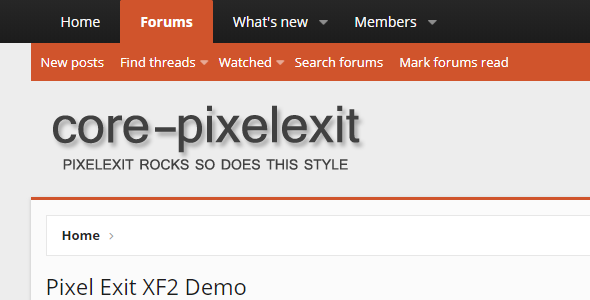 Home Forums What's new Members
New posts Find threads Watched Search forums Mark forums read
core-pixelexit
PIXELEXIT ROCKS SO DOES THIS STYLE
Home ›
Pixel Exit XF2 Demo